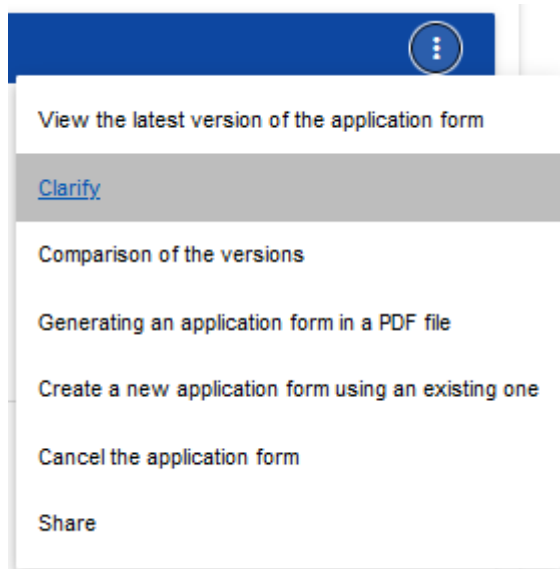 View the latest version of the application form
Clarify
Comparison of the versions
Generating an application form in a PDF file
Create a new application form using an existing one
Cancel the application form
Share